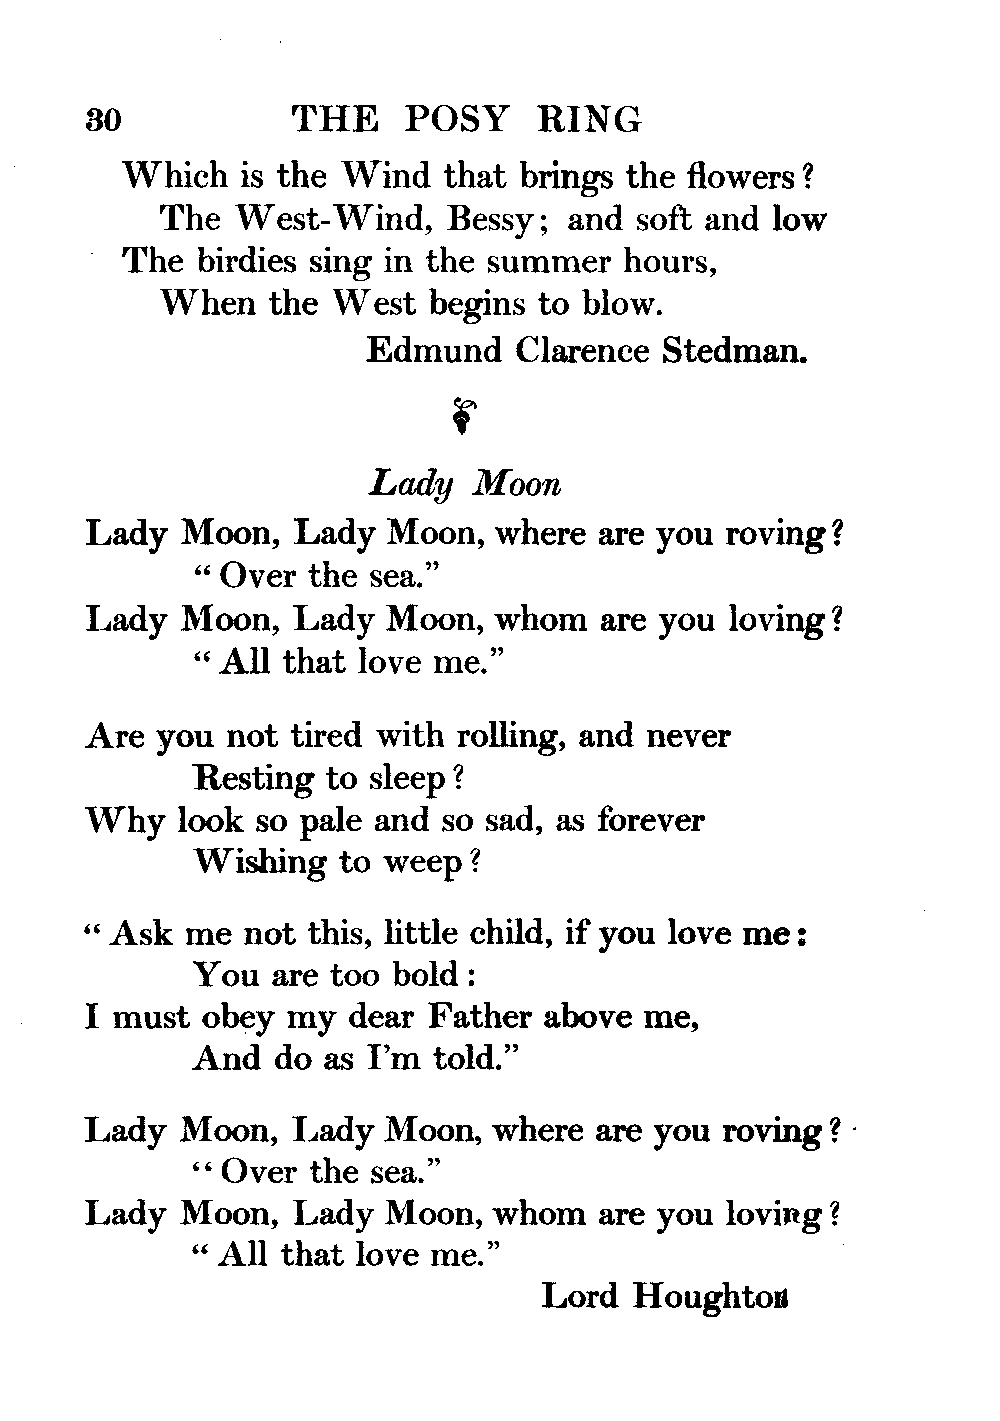 30 THE POSY RING
Which is the Wind that brings the flowers?
The West-Wind, Bessy; and soft and low
The birdies sing in the summer hours,
When the West begins to blow.
Edmund Clarence Stedman.
Lady Moon
Lady Moon, Lady Moon, where are you roving?
“Over the sea.”
Lady Moon, Lady Moon, whom are you loving?
“All that love me.”
Are you not tired with rolling, and never
Resting to sleep?
Why look so pale and so sad, as forever
Wishing to weep?
“Ask me not this, little child, if you love me:
You are too bold:
I must obey my dear Father above me,
And do as I’m told.”
Lady Moon, Lady Moon, where are you roving?
“Over the sea.”
Lady Moon, Lady Moon, whom are you loving?
“All that love me.”
Lord Houghton